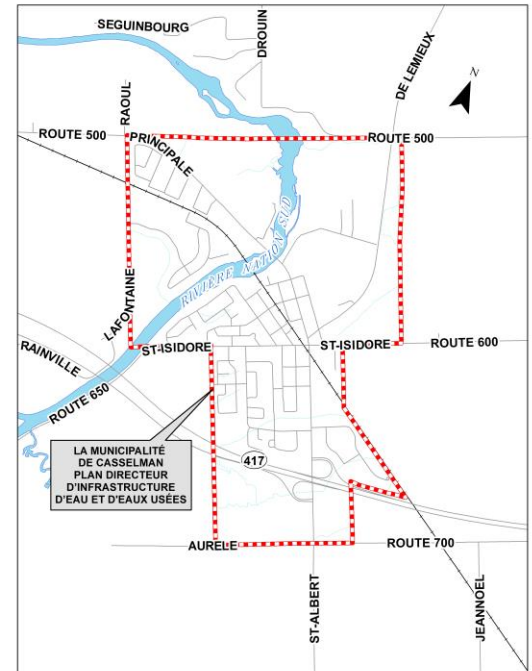 SEGUINBOURG
DROUIN
DE LEMIEUX
N
RAOUL
ROUTE 500
PRINCIPALE
ROUTE 500
RIVIÈRE NATION SUD
LAFONTAINE
RAINVILLE
ST-ISIDORE
ST-ISIDORE
ROUTE 600
ROUTE 650
LA MUNICIPALITÉ
DE CASSELMAN
PLAN DIRECTEUR
D'INFRASTRUCTURE
D'EAU ET D'EAUX USÉES
417
AURELE
ROUTE 700
ST-ALBERT
JEANNOEL